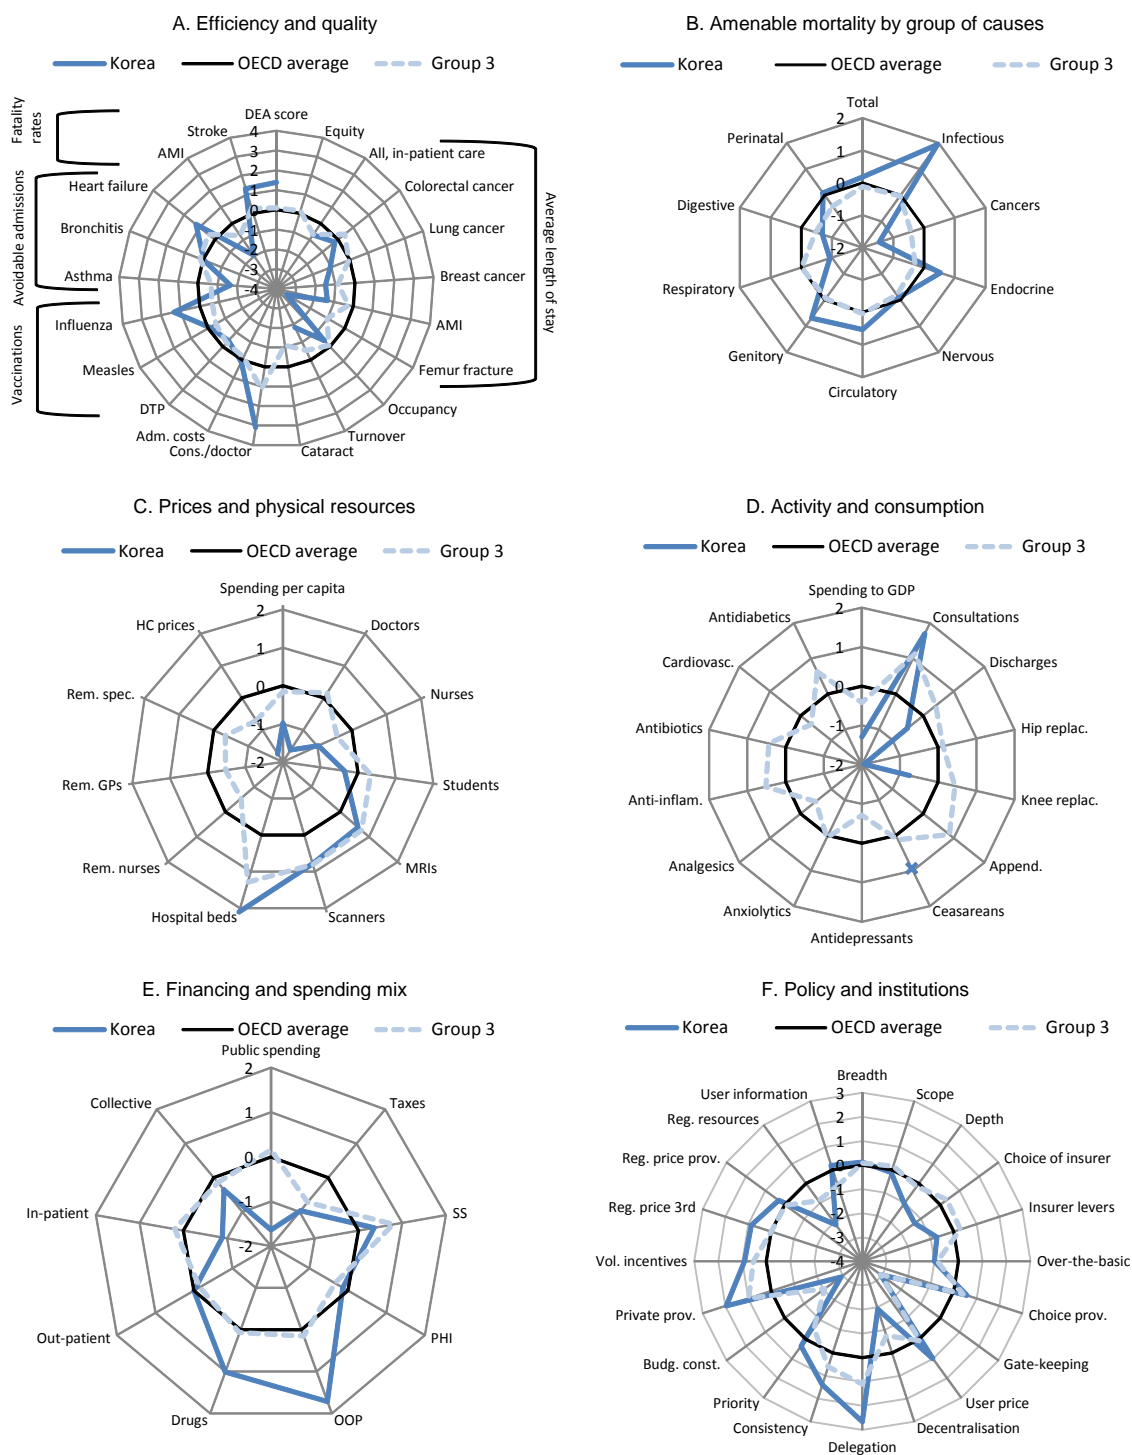 A. Efficiency and quality
Korea OECD average Group 3
Fatality rates
Avoidable admissions
Vaccinations
Average length of stay
DEA score
Equity
All, in-patient care
Colorectal cancer
Lung cancer
Breast cancer
AMI
Femur fracture
Occupancy
Turnover
Cataract
Cons./doctor
Adm. costs
DTP
Measles
Influenza
Asthma
Bronchitis
Heart failure
AMI
Stroke
4
3
2
1
0
-1
-2
-3
-4
B. Amenable mortality by group of causes
Korea OECD average Group 3
Total
Infectious
Cancers
Endocrine
Nervous
Circulatory
Genitory
Respiratory
Digestive
Perinatal
2
1
0
-1
-2
C. Prices and physical resources
Korea OECD average Group 3
Spending per capita
Doctors
Nurses
Students
MRIs
Scanners
Hospital beds
Rem. nurses
Rem. GPs
Rem. spec.
HC prices
2
1
0
-1
-2
D. Activity and consumption
Korea OECD average Group 3
Spending to GDP
Consultations
Discharges
Hip replac.
Knee replac.
Append.
Ceasareans
Antidepressants
Anxiolytics
Analgesics
Anti-inflam.
Antibiotics
Cardiovasc.
Antidiabetics
2
1
0
-1
-2
E. Financing and spending mix
Korea OECD average Group 3
Public spending
Taxes
SS
PHI
OOP
Drugs
Out-patient
In-patient
Collective
2
1
0
-1
-2
F. Policy and institutions
Korea OECD average Group 3
Breadth
Scope
Depth
Choice of insurer
Insurer levers
Over-the-basic
Choice prov.
Gate-keeping
User price
Decentralisation
Delegation
Consistency
Priority
Budg. const.
Private prov.
Vol. incentives
Reg. price 3rd
Reg. price prov.
Reg. resources
User information
3
2
1
0
-1
-2
-3
-4